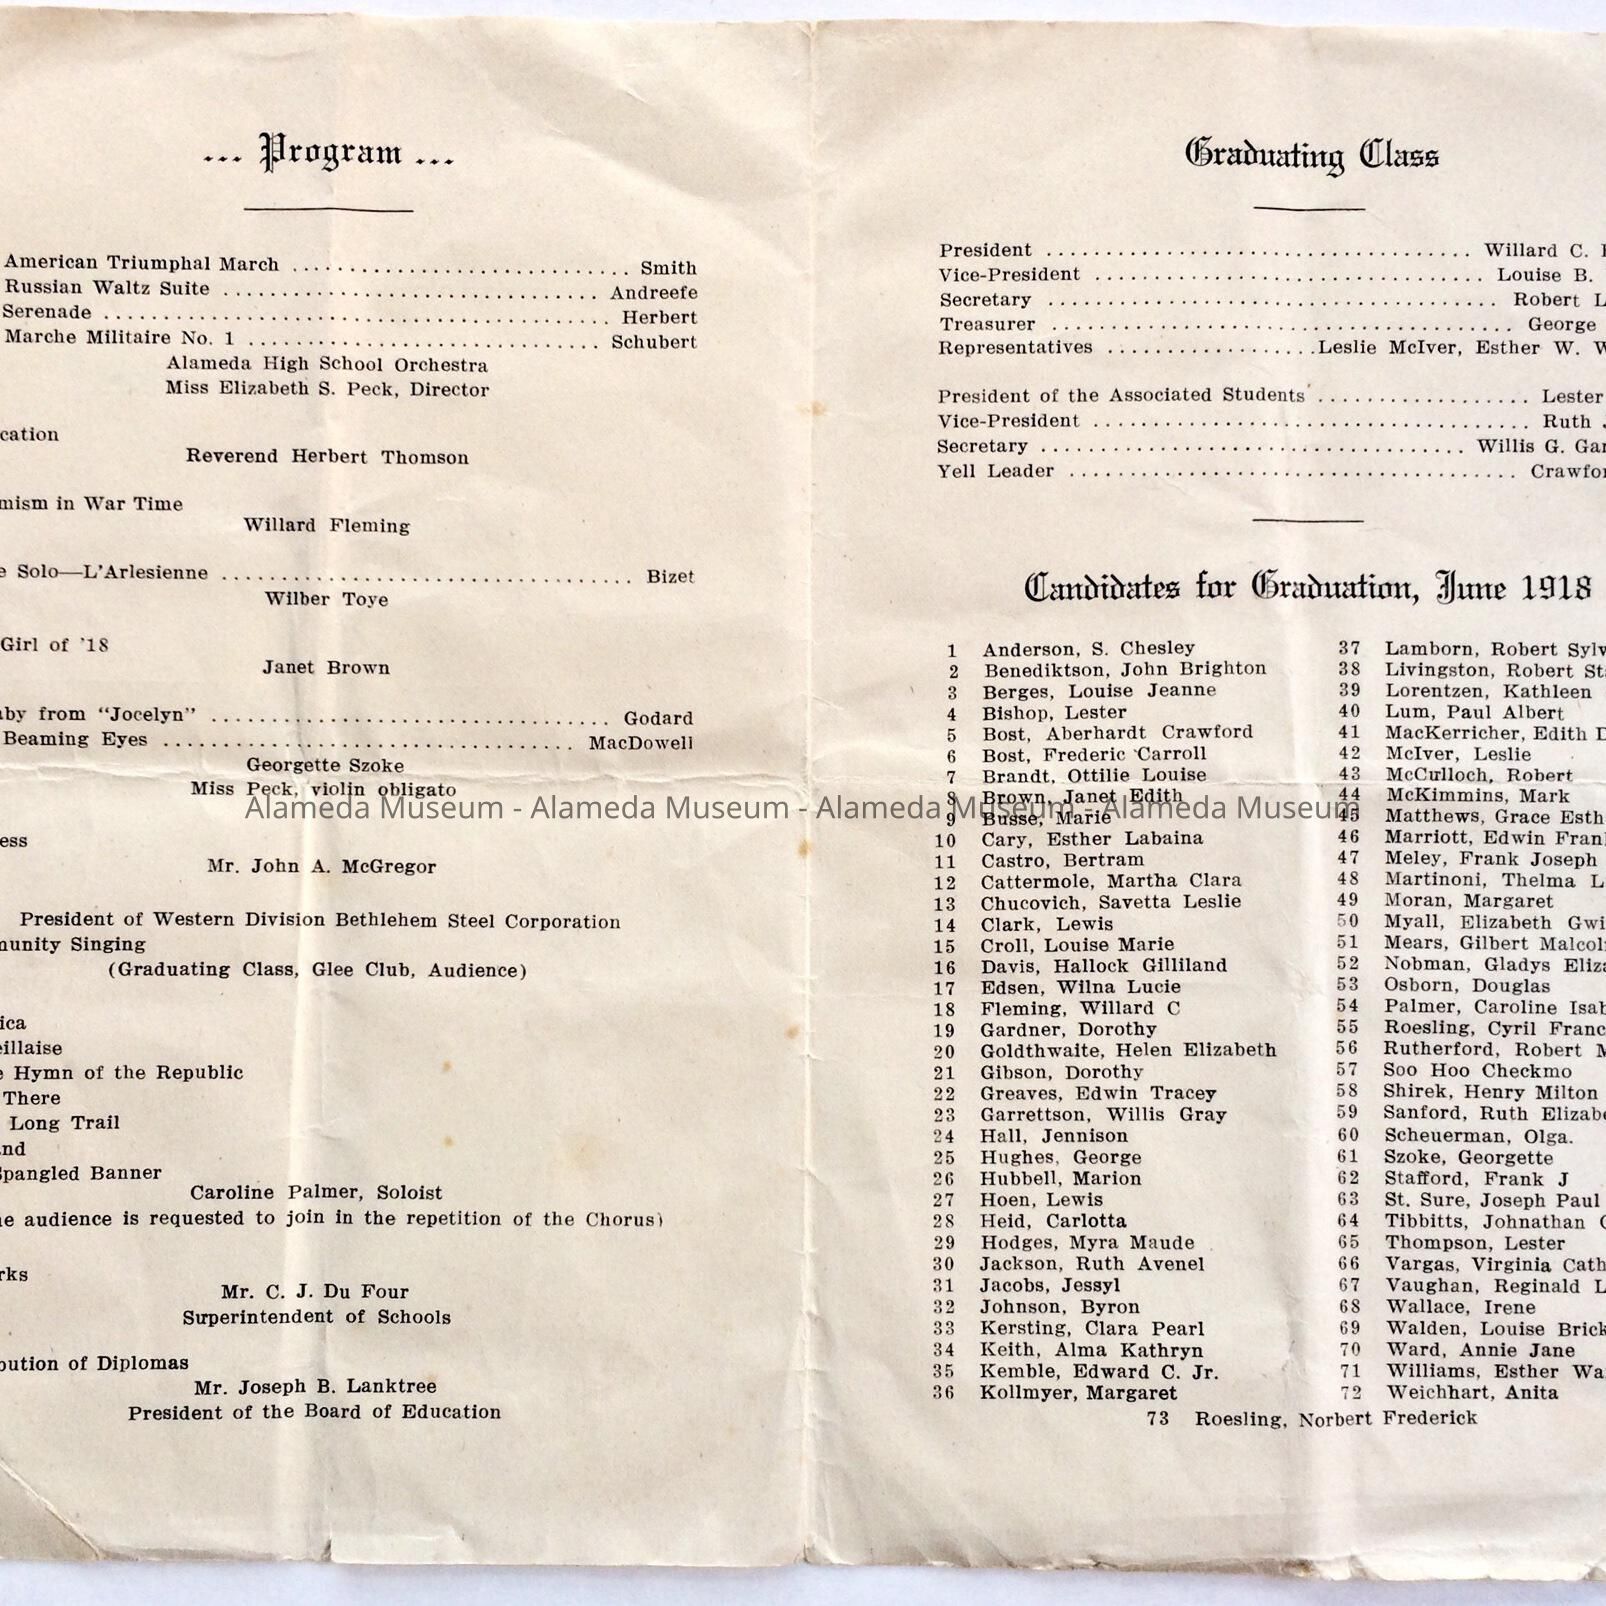 ... Program ...
American Triumphal March ............................ Smith
Russian Waltz Suite ................................ Andreefe
Serenade .......................................... Herbert
Marche Militaire No. 1 .............................. Schubert
Alameda High School Orchestra
Miss Elizabeth S. Peck, Director
cation
Reverend Herbert Thomson
mism in War Time
Willard Fleming
e Solo—L'Arlesienne ................................. Bizet
Wilber Toye
Girl of '18
Janet Brown
aby from "Jocelyn" ................................. Godard
Beaming Eyes .................................. MacDowell
Georgette Szoke
Miss Peck, violin obligato
ess
Mr. John A. McGregor
President of Western Division Bethlehem Steel Corporation
munity Singing
(Graduating Class, Glee Club, Audience)
ica
eillaise
e Hymn of the Republic
There
Long Trail
and
Spangled Banner
Caroline Palmer, Soloist
e audience is requested to join in the repetition of the Chorus)
rks
Mr. C. J. Du Four
Superintendent of Schools
bution of Diplomas
Mr. Joseph B. Lanktree
President of the Board of Education
Graduating Class
President ................................... Willard C.
Vice-President ................................. Louise B.
Secretary ..................................... Robert L
Treasurer ...................................... George
Representatives ..................Leslie McIver, Esther W. W
President of the Associated Students .................. Lester
Vice-President .................................... Ruth
Secretary ................................... Willis G. Gar
Yell Leader ..................................... Crawfor
Candidates for Graduation, June 1918
1 Anderson, S. Chesley
2 Benediktson, John Brighton
3 Berges, Louise Jeanne
4 Bishop, Lester
5 Bost, Aberhardt Crawford
6 Bost, Frederic Carroll
7 Brandt, Ottilie Louise
8 Brown, Janet Edith
9 Busse, Marie
10 Cary, Esther Labaina
11 Castro, Bertram
12 Cattermole, Martha Clara
13 Chucovich, Savetta Leslie
14 Clark, Lewis
15 Croll, Louise Marie
16 Davis, Hallock Gilliland
17 Edsen, Wilna Lucie
18 Fleming, Willard C
19 Gardner, Dorothy
20 Goldthwaite, Helen Elizabeth
21 Gibson, Dorothy
22 Greaves, Edwin Tracey
23 Garrettson, Willis Gray
24 Hall, Jennison
25 Hughes, George
26 Hubbell, Marion
27 Hoen, Lewis
28 Heid, Carlotta
29 Hodges, Myra Maude
30 Jackson, Ruth Avenel
31 Jacobs, Jessyl
32 Johnson, Byron
33 Kersting, Clara Pearl
34 Keith, Alma Kathryn
35 Kemble, Edward C. Jr.
36 Kollmyer, Margaret
37 Lamborn, Robert Sylv
38 Livingston, Robert St
39 Lorentzen, Kathleen
40 Lum, Paul Albert
41 MacKerricher, Edith D
42 McIver, Leslie
43 McCulloch, Robert
44 McKimmins, Mark
45 Matthews, Grace Esth
46 Marriott, Edwin Fran
47 Meley, Frank Joseph
48 Martinoni, Thelma L
49 Moran, Margaret
50 Myall, Elizabeth Gwi
51 Mears, Gilbert Malcol
52 Nobman, Gladys Eliza
53 Osborn, Douglas
54 Palmer, Caroline Isab
55 Roesling, Cyril Franc
56 Rutherford, Robert M
57 Soo Hoo Checkmo
58 Shirek, Henry Milton
59 Sanford, Ruth Elizabe
60 Scheuerman, Olga.
61 Szoke, Georgette
62 Stafford, Frank J
63 St. Sure, Joseph Paul
64 Tibbitts, Johnathan
65 Thompson, Lester
66 Vargas, Virginia Cath
67 Vaughan, Reginald L
68 Wallace, Irene
69 Walden, Louise Brick
70 Ward, Annie Jane
71 Williams, Esther Wa
72 Weichhart, Anita
73 Roesling, Norbert Frederick
Alameda Museum - Alameda Museum - Alameda Museum - Alameda Museum